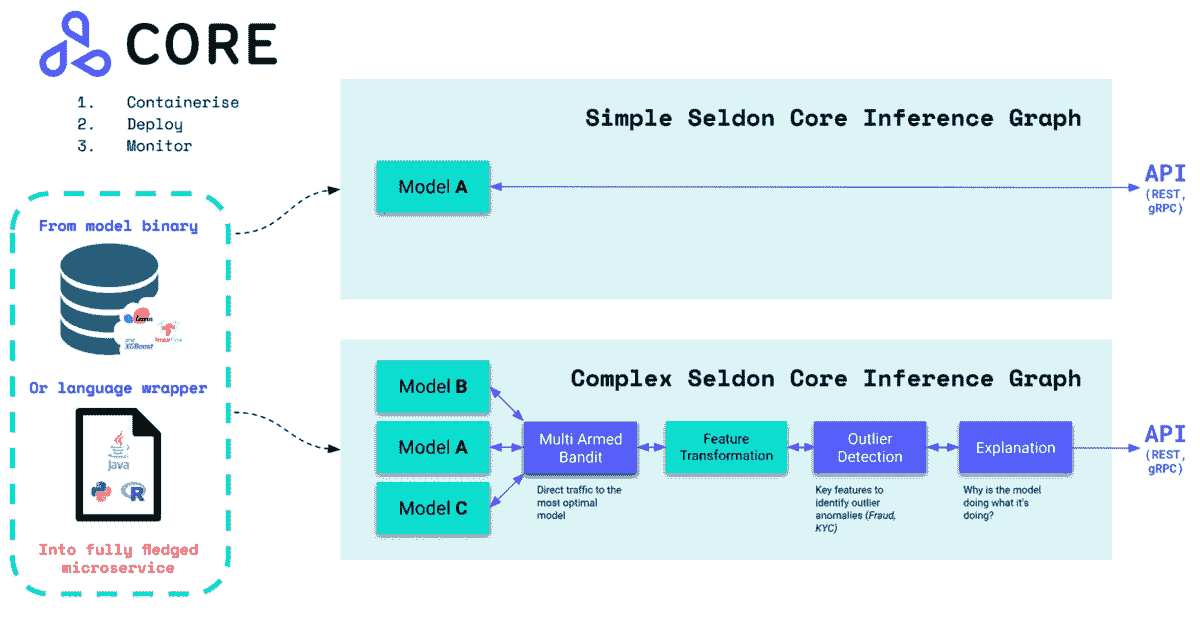 CORE
1. Containerise
2. Deploy
3. Monitor
From model binary
learn
XGBoost
TensorFlow
Or language wrapper
Java
R
Into fully fledged
microservice
Simple Seldon Core Inference Graph
Model A
API
(REST,
gRPC)
Complex Seldon Core Inference Graph
Model B
Model A
Model C
Multi Armed
Bandit
Direct traffic to the
most optimal
model
Feature
Transformation
Outlier
Detection
Key features to
identify outlier
anomalies (Fraud,
KYC)
Explanation
Why is the model
doing what it's
doing?
API
(REST,
gRPC)